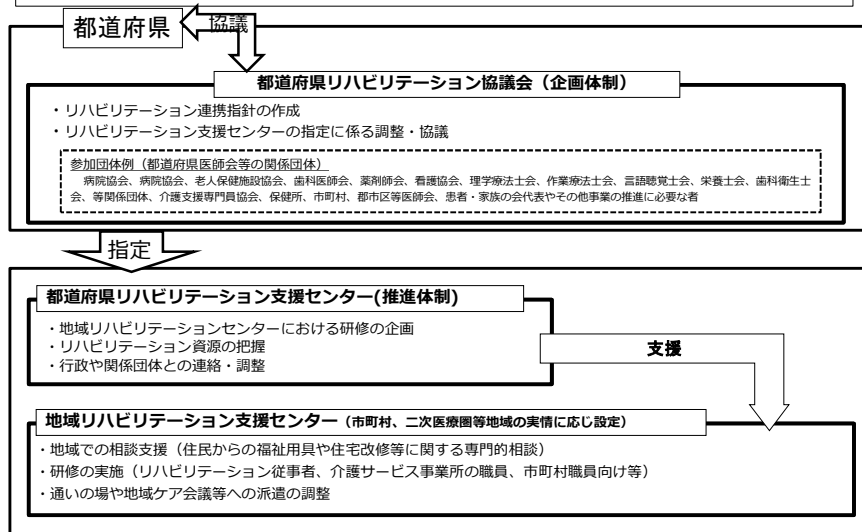 都道府県
協議
都道府県リハビリテーション協議会（企画体制）
・リハビリテーション連携指針の作成
・リハビリテーション支援センターの指定に係る調整・協議
参加団体例（都道府県医師会等の関係団体）
病院協会、病院協会、老人保健施設協会、歯科医師会、薬剤師会、看護協会、理学療法士会、作業療法士会、言語聴覚士会、栄養士会、歯科衛生士
会、等関係団体、介護支援専門員協会、保健所、市町村、郡市区等医師会、患者・家族の会代表やその他事業の推進に必要な者
指定
都道府県リハビリテーション支援センター(推進体制)
・地域リハビリテーションセンターにおける研修の企画
・リハビリテーション資源の把握
・行政や関係団体との連絡・調整
支援
地域リハビリテーション支援センター（市町村、二次医療圏等地域の実情に応じ設定）
・地域での相談支援（住民からの福祉用具や住宅改修等に関する専門的相談）
・研修の実施（リハビリテーション従事者、介護サービス事業所の職員、市町村職員向け等）
・通いの場や地域ケア会議等への派遣の調整